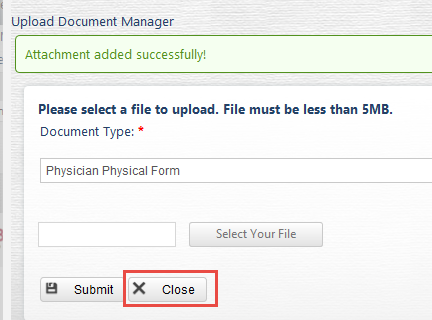 Upload Document Manager
Attachment added successfully!
Please select a file to upload. File must be less than 5MB.
Document Type: *
Physician Physical Form
Select Your File
Submit
Close